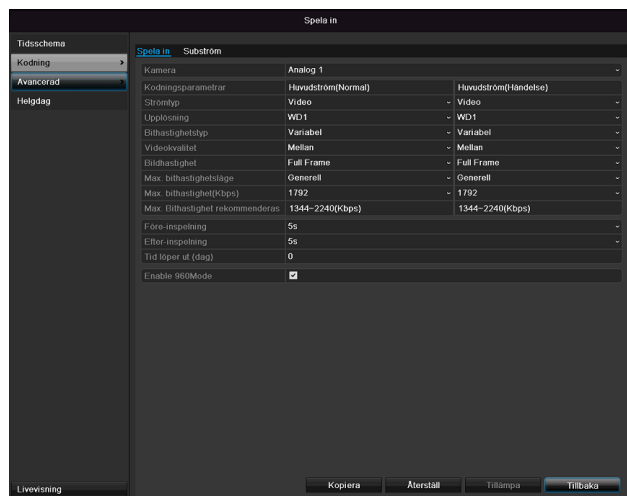 Spela in
Tidsschema
Kodning
Avancerad
Helgdag
Livevisning
Spela in Subström
Kamera Analog 1
Kodningsparametrar Huvudström(Normal) Huvudström(Händelse)
Strömtyp Video Video
Upplösning WD1 WD1
Bithastighetstyp Variabel Variabel
Videokvalitet Mellan Mellan
Bildhastighet Full Frame Full Frame
Max. bithastighetsläge Generell Generell
Max. bithastighet(Kbps) 1792 1792
Max. Bithastighet rekommenderas 1344~2240(Kbps) 1344~2240(Kbps)
Före-inspelning 5s
Efter-inspelning 5s
Tid löper ut (dag) 0
Enable 960Mode
Kopiera Återställ Tillämpa Tillbaka